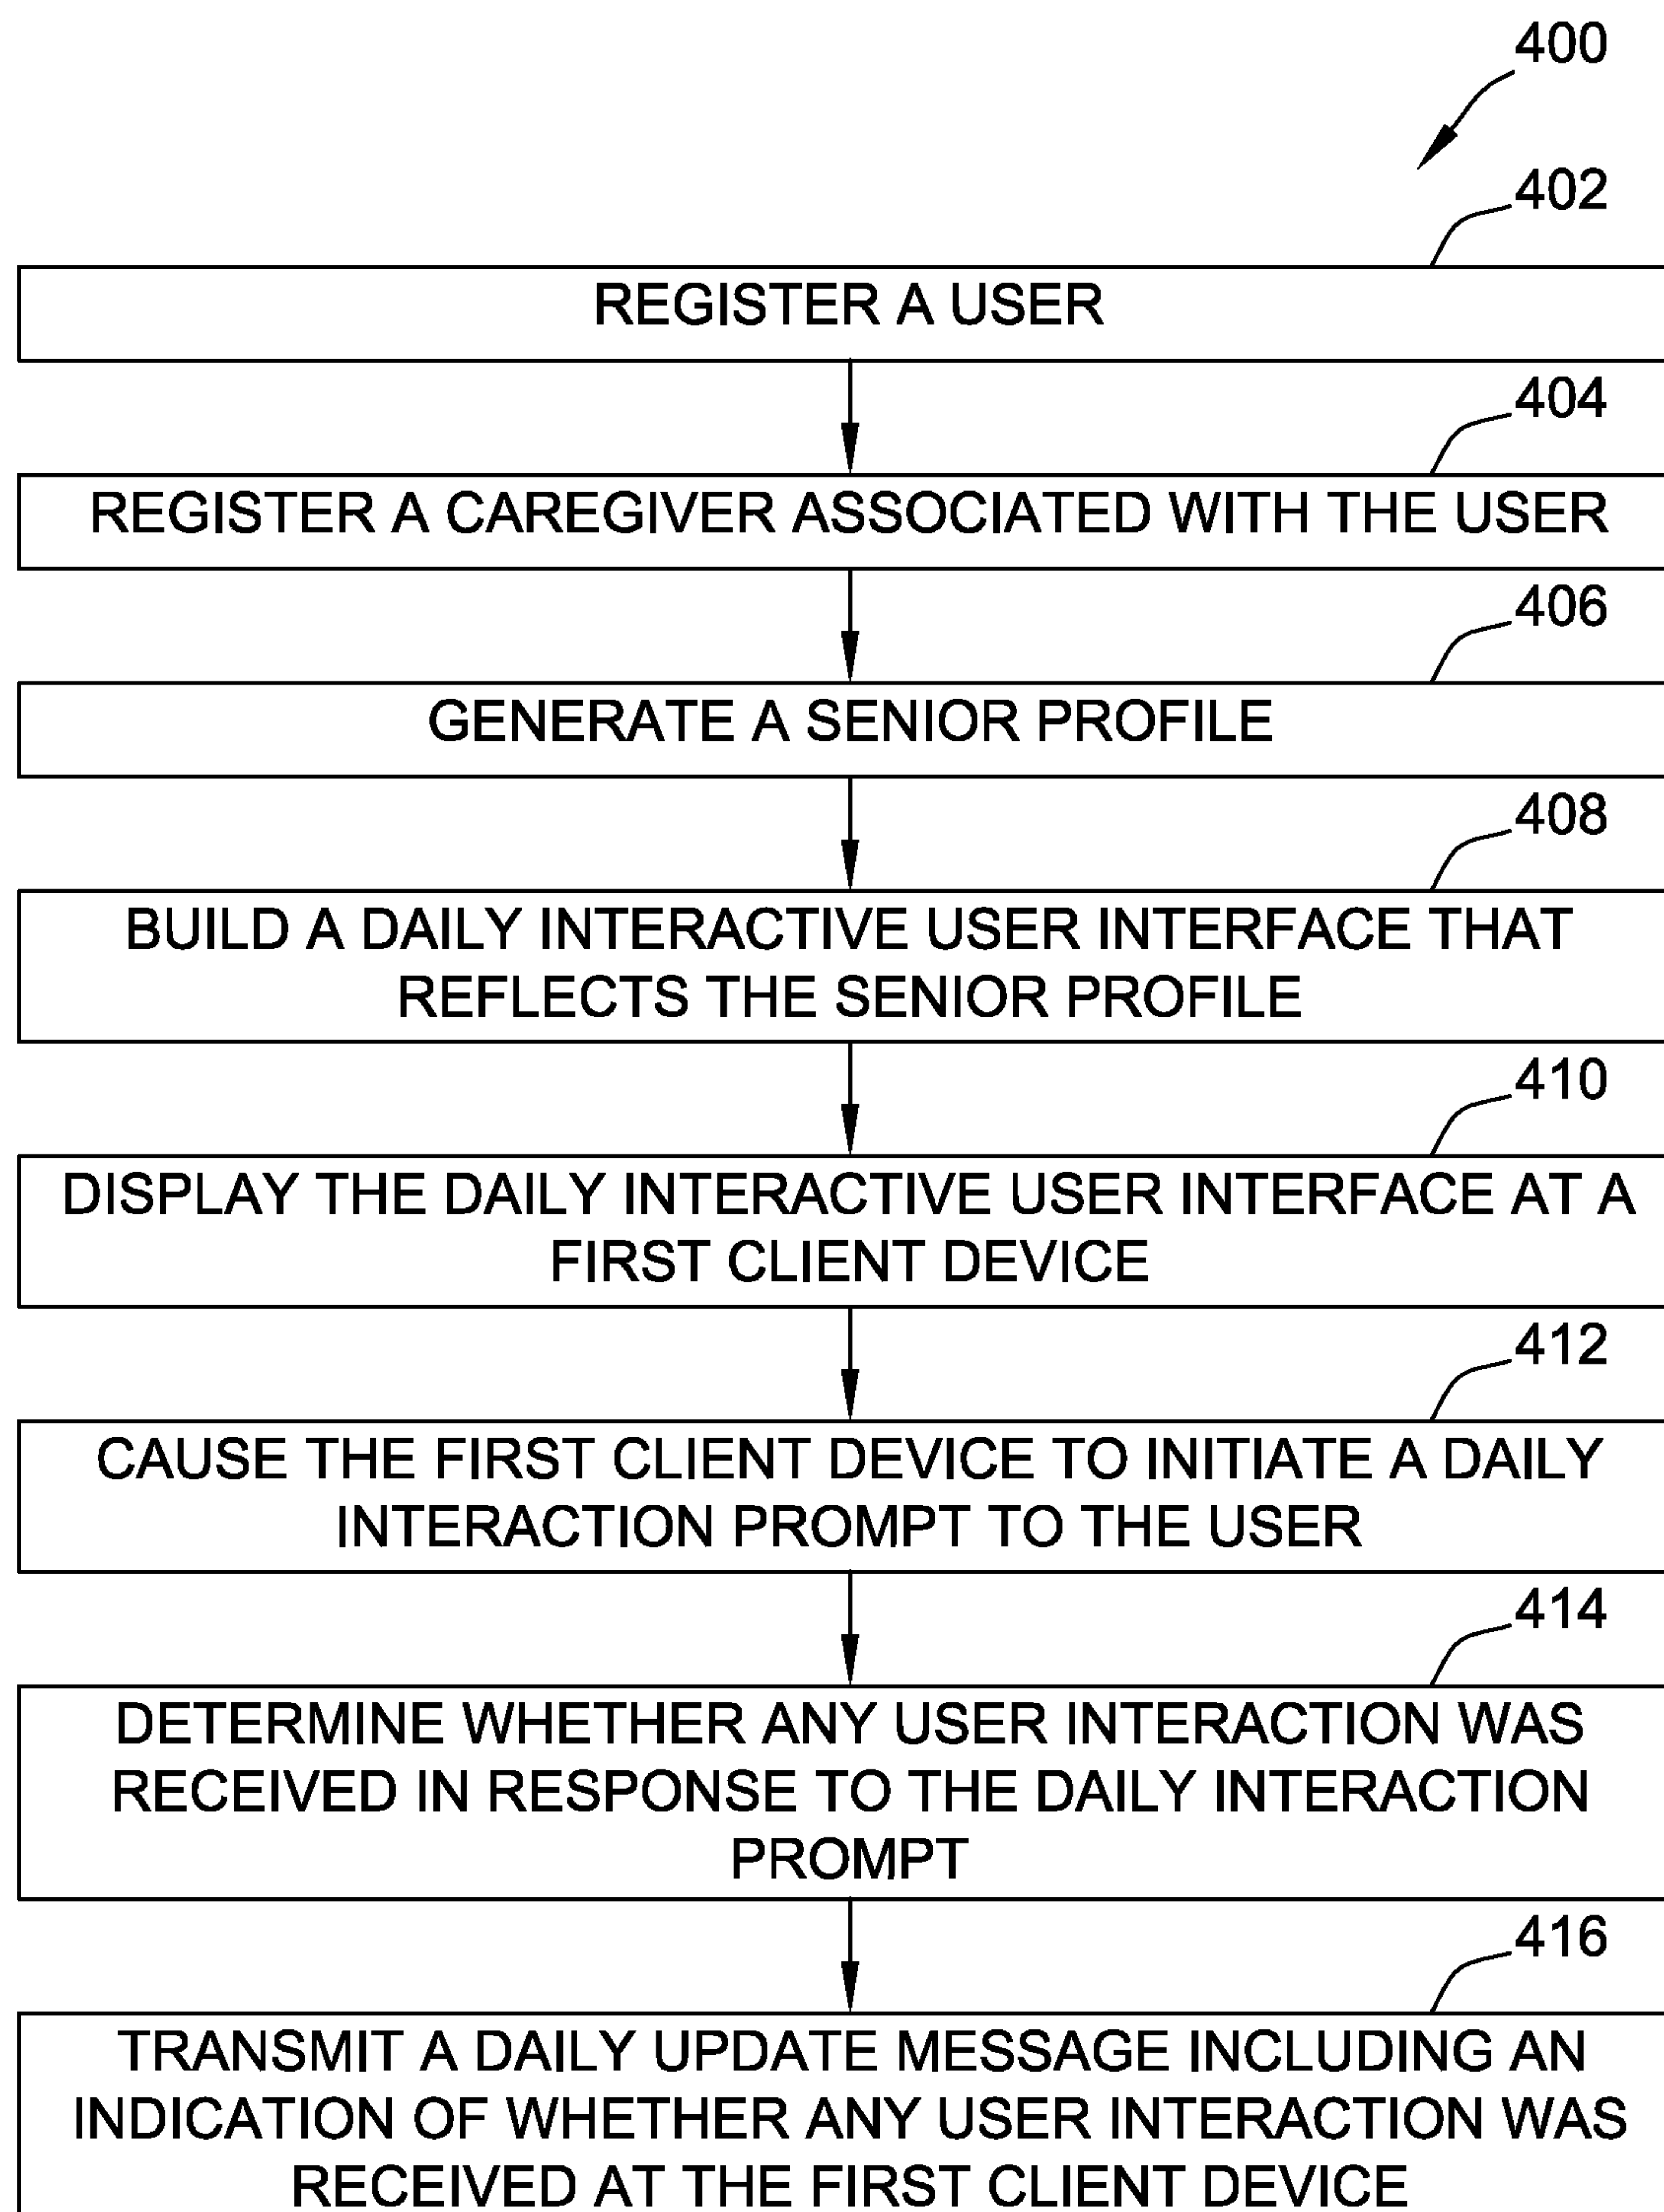 400
402
REGISTER A USER
404
REGISTER A CAREGIVER ASSOCIATED WITH THE USER
406
GENERATE A SENIOR PROFILE
408
BUILD A DAILY INTERACTIVE USER INTERFACE THAT
REFLECTS THE SENIOR PROFILE
410
DISPLAY THE DAILY INTERACTIVE USER INTERFACE AT A
FIRST CLIENT DEVICE
412
CAUSE THE FIRST CLIENT DEVICE TO INITIATE A DAILY
INTERACTION PROMPT TO THE USER
414
DETERMINE WHETHER ANY USER INTERACTION WAS
RECEIVED IN RESPONSE TO THE DAILY INTERACTION
PROMPT
416
TRANSMIT A DAILY UPDATE MESSAGE INCLUDING AN
INDICATION OF WHETHER ANY USER INTERACTION WAS
RECEIVED AT THE FIRST CLIENT DEVICE